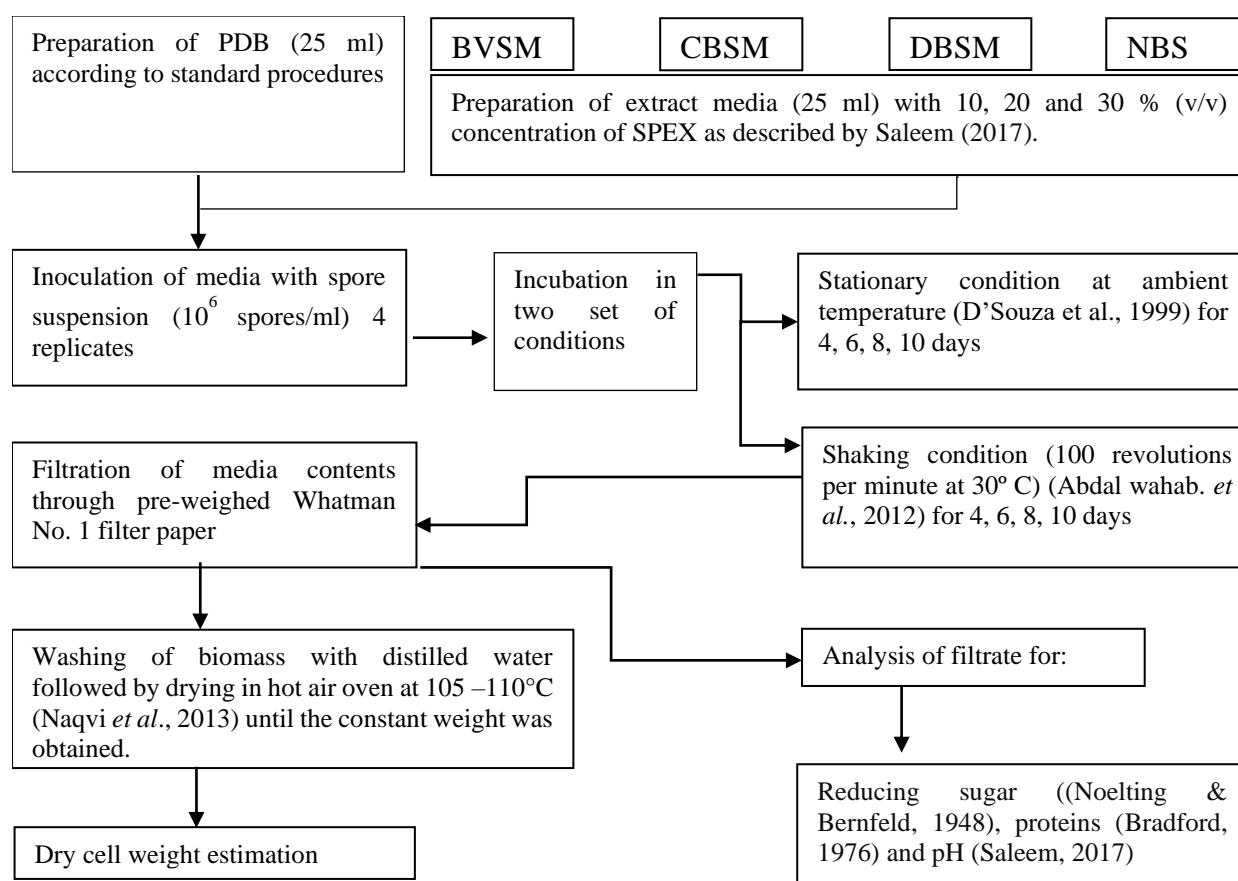 Preparation of PDB (25 ml)
according to standard procedures
BVSM
CBSM
DBSM
NBS
Preparation of extract media (25 ml) with 10, 20 and 30 % (v/v)
concentration of SPEX as described by Saleem (2017).
Inoculation of media with spore
suspension (10⁶ spores/ml) 4
replicates
Incubation in
two set of
conditions
Stationary condition at ambient
temperature (D’Souza et al., 1999) for
4, 6, 8, 10 days
Filtration of media contents
through pre-weighed Whatman
No. 1 filter paper
Shaking condition (100 revolutions
per minute at 30º C) (Abdal wahab. et
al., 2012) for 4, 6, 8, 10 days
Washing of biomass with distilled water
followed by drying in hot air oven at 105 –110°C
(Naqvi et al., 2013) until the constant weight was
obtained.
Analysis of filtrate for:
Dry cell weight estimation
Reducing sugar ((Noelting &
Bernfeld, 1948), proteins (Bradford,
1976) and pH (Saleem, 2017)